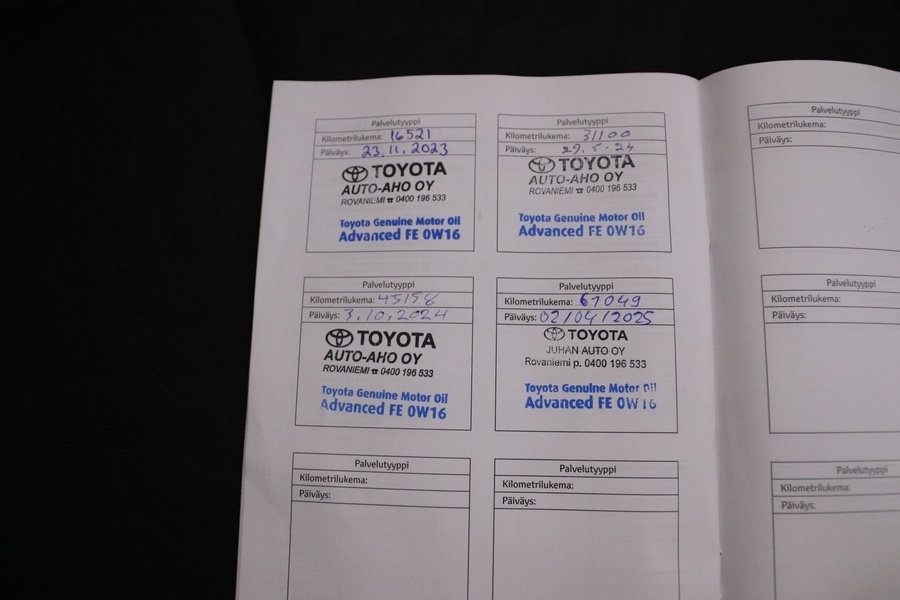 Palvelutyyppi
Kilometrilukema: 16521
Päiväys: 23.11.2023
TOYOTA
AUTO-AHO OY
ROVANIEMI ☎ 0400 196 533
Toyota Genuine Motor Oil
Advanced FE 0W16
Palvelutyyppi
Kilometrilukema: 31100
Päiväys: 29.5-24
TOYOTA
AUTO-AHO OY
ROVANIEMI ☎ 0400 196 533
Toyota Genuine Motor Oil
Advanced FE 0W16
Palvelutyyppi
Kilometrilukema: 45158
Päiväys: 3.10.2024
TOYOTA
AUTO-AHO OY
ROVANIEMI ☎ 0400 196 533
Toyota Genuine Motor Oil
Advanced FE 0W16
Palvelutyyppi
Kilometrilukema: 67049
Päiväys: 02/04/2025
TOYOTA
JUHAN AUTO OY
Rovaniemi p. 0400 196 533
Toyota Genuine Motor Oil
Advanced FE 0W16
Palvelutyyppi
Kilometrilukema:
Päiväys:
Palvelutyyppi
Kilometrilukema:
Päiväys:
Palvelutyyppi
Kilometrilukema:
Päiväys:
Palvelutyyppi
Kilometrilukema:
Päiväys:
Palvelutyyppi
Kilometrilukema:
Päiväys: